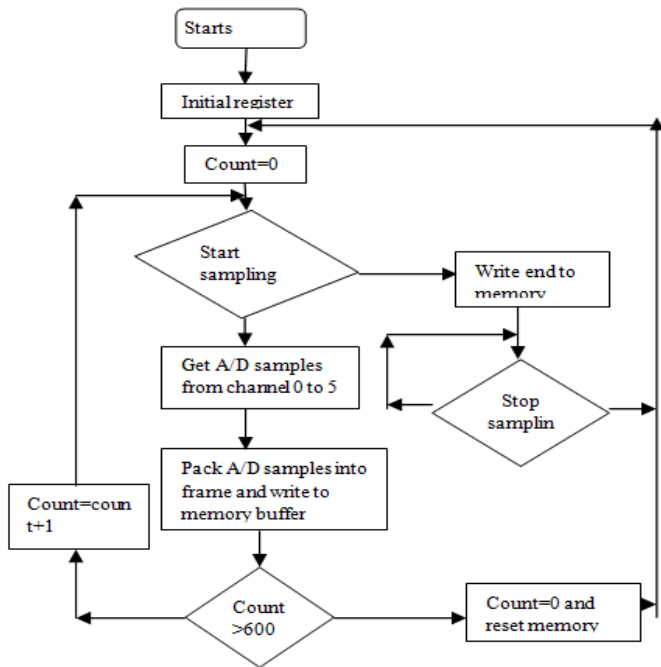 Starts
Initial register
Count=0
Start
sampling
Write end to
memory
Get A/D samples
from channel 0 to 5
Stop
samplin
Pack A/D samples into
frame and write to
memory buffer
Count=coun
t+1
Count
>600
Count=0 and
reset memory